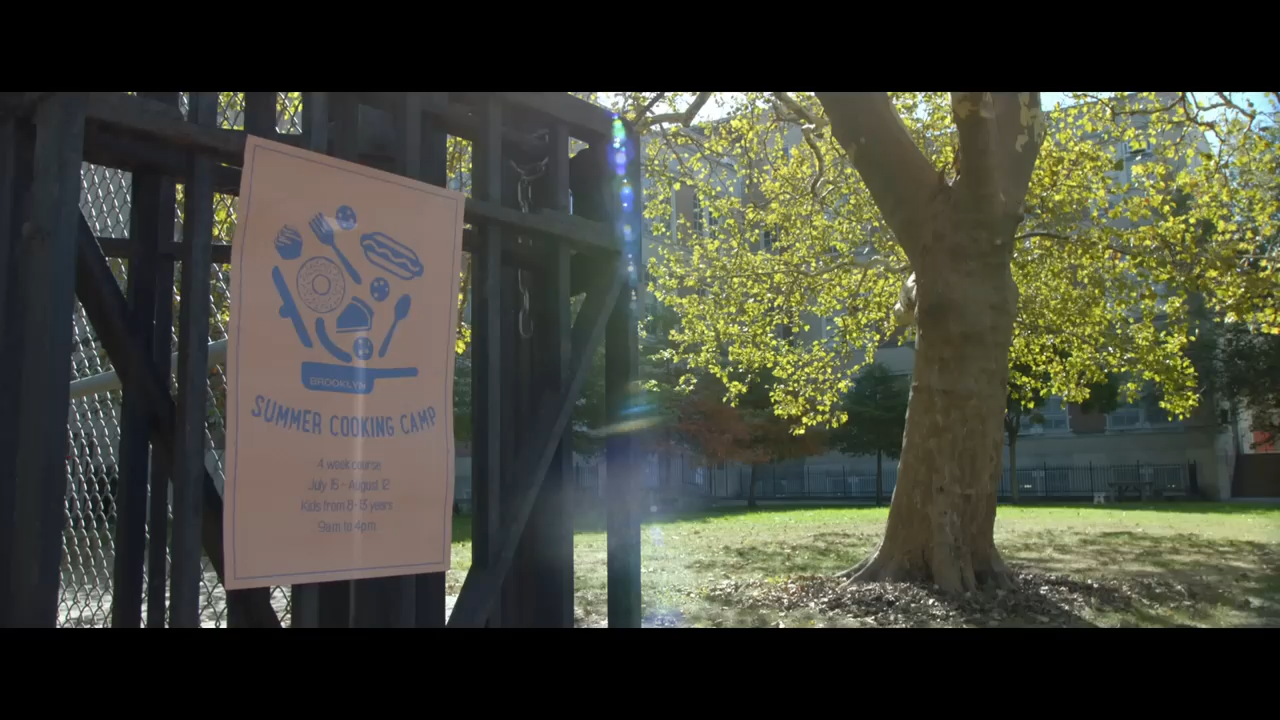 BROOKLYN
SUMMER COOKING CAMP
4 week course
July 15 - August 12
Kids from 8-13 years
9am to 4pm